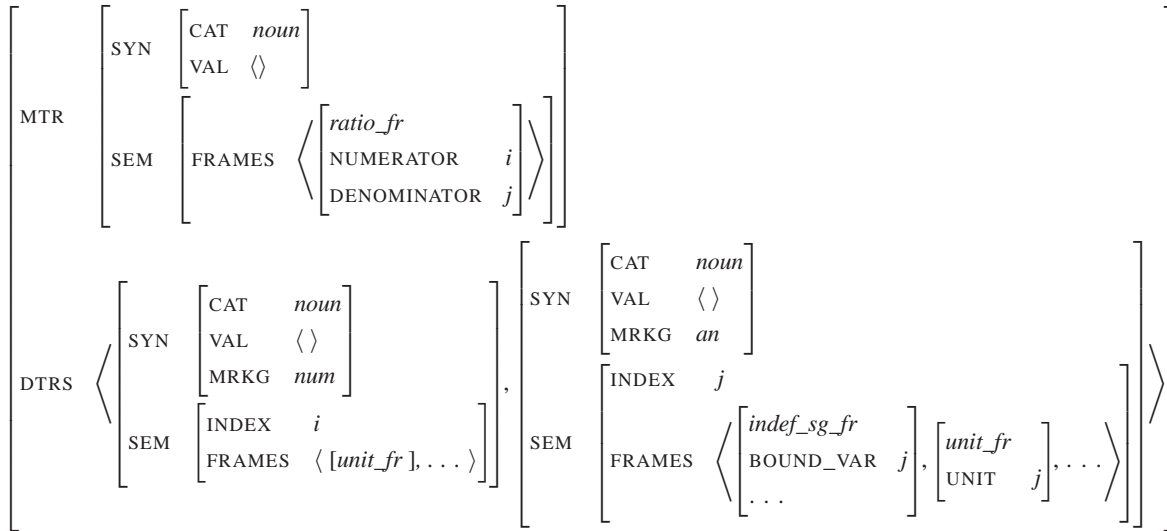 MTR
SYN
CAT noun
VAL ⟨⟩
SEM
FRAMES
ratio_fr
NUMERATOR i
DENOMINATOR j
DTRS
SYN
CAT noun
VAL ⟨ ⟩
MRKG num
SEM
INDEX i
FRAMES ⟨ [unit_fr ], . . . ⟩
,
SYN
CAT noun
VAL ⟨ ⟩
MRKG an
SEM
INDEX j
FRAMES
indef_sg_fr
BOUND_VAR j
. . .
,
unit_fr
UNIT j
, . . .